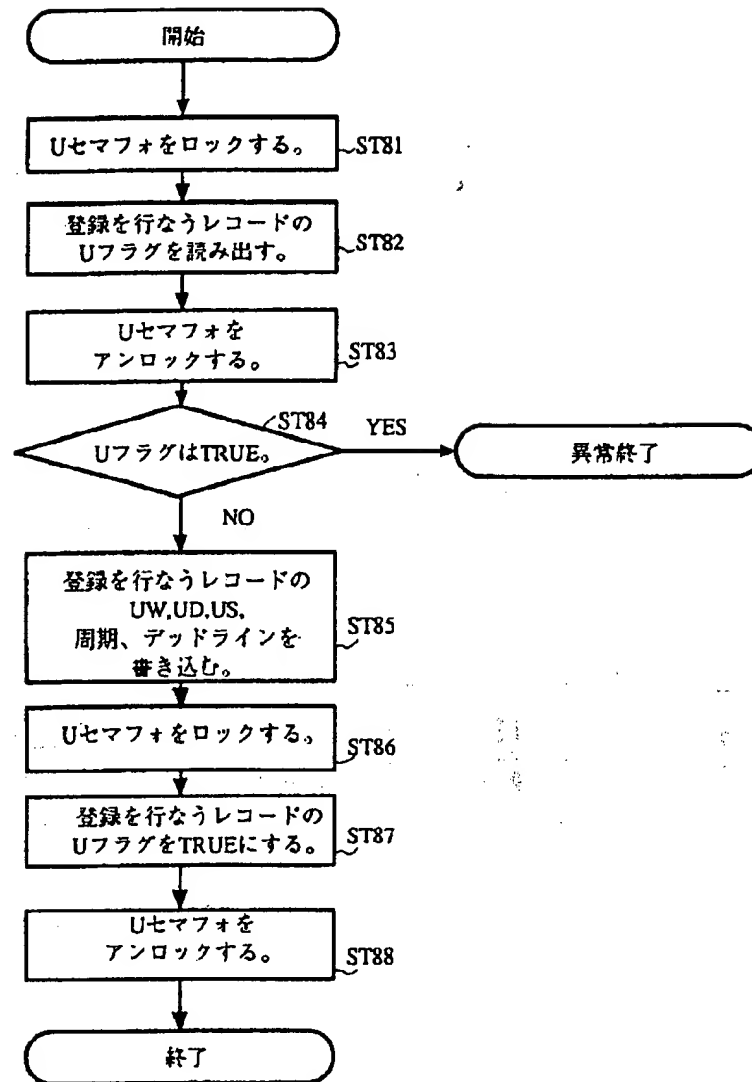 開始
Uセマフォをロックする。
ST81
登録を行なうレコードの
Uフラグを読み出す。
ST82
Uセマフォを
アンロックする。
ST83
ST84
UフラグはTRUE。
YES
異常終了
NO
登録を行なうレコードの
UW,UD,US,
周期、デッドラインを
書き込む。
ST85
Uセマフォをロックする。
ST86
登録を行なうレコードの
UフラグをTRUEにする。
ST87
Uセマフォを
アンロックする。
ST88
終了